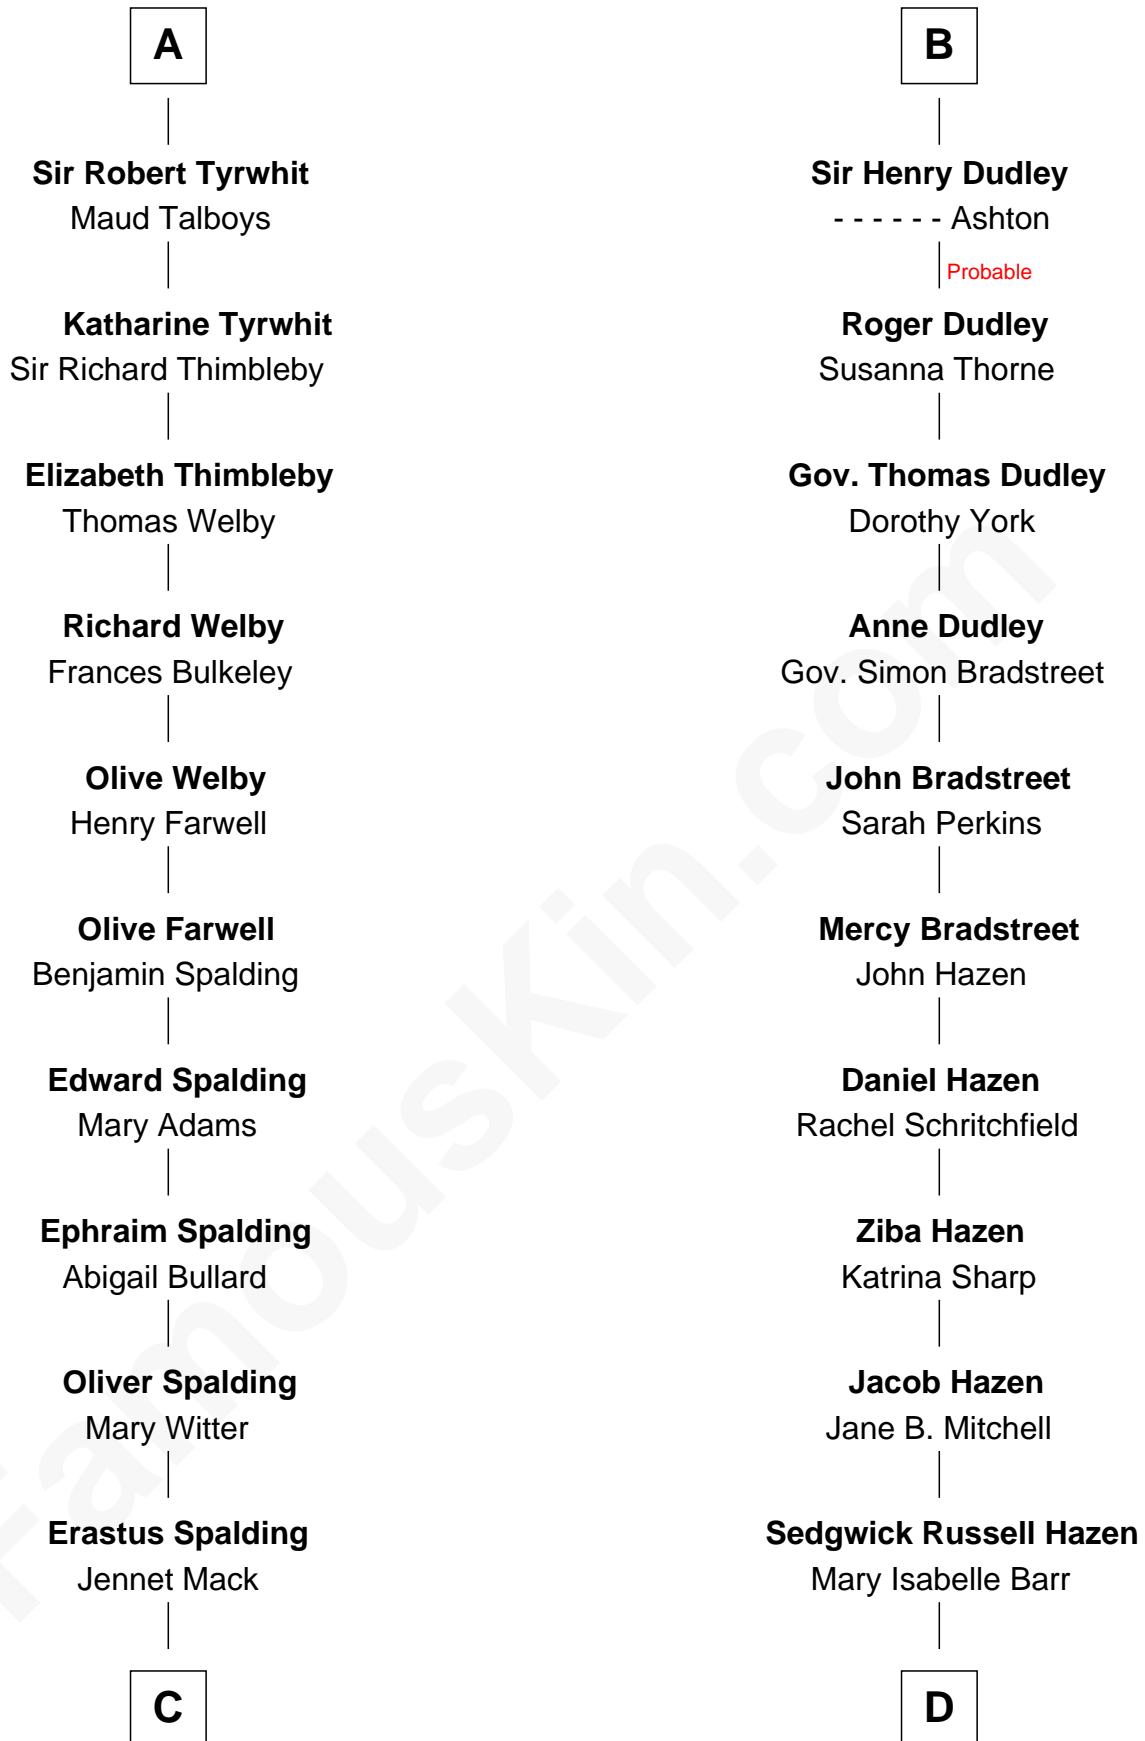 A
Sir Robert Tyrwhit
Maud Talboys
Katharine Tyrwhit
Sir Richard Thimbleby
Elizabeth Thimbleby
Thomas Welby
Richard Welby
Frances Bulkeley
Olive Welby
Henry Farwell
Olive Farwell
Benjamin Spalding
Edward Spalding
Mary Adams
Ephraim Spalding
Abigail Bullard
Oliver Spalding
Mary Witter
Erastus Spalding
Jennet Mack
C
B
Sir Henry Dudley
- - - - - - Ashton
Probable
Roger Dudley
Susanna Thorne
Gov. Thomas Dudley
Dorothy York
Anne Dudley
Gov. Simon Bradstreet
John Bradstreet
Sarah Perkins
Mercy Bradstreet
John Hazen
Daniel Hazen
Rachel Schritchfield
Ziba Hazen
Katrina Sharp
Jacob Hazen
Jane B. Mitchell
Sedgwick Russell Hazen
Mary Isabelle Barr
D
FamousKin.com